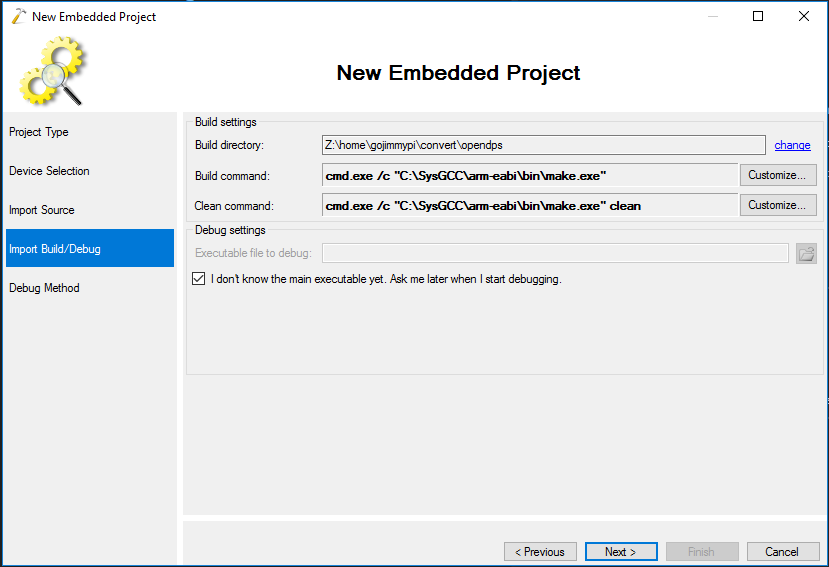 New Embedded Project
New Embedded Project
Project Type
Device Selection
Import Source
Import Build/Debug
Debug Method
Build settings
Build directory: Z:\home\gojimmypi\convert\opendps change
Build command: cmd.exe /c "C:\SysGCC\arm-eabi\bin\make.exe" Customize...
Clean command: cmd.exe /c "C:\SysGCC\arm-eabi\bin\make.exe" clean Customize...
Debug settings
Executable file to debug:
I don't know the main executable yet. Ask me later when I start debugging.
< Previous Next > Finish Cancel